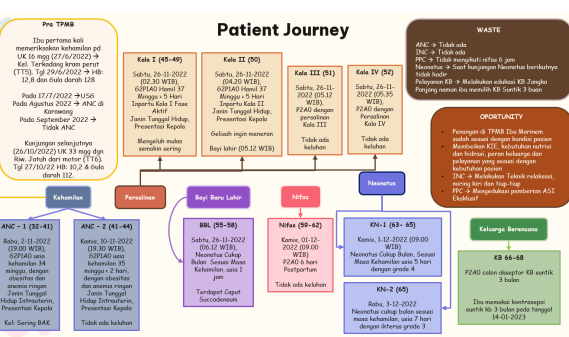 Patient Journey
Pra TPMB
Ibu pertama kali
memeriksakan kehamilan pd
UK 16 mgg (27/6/2022) →
Kel. Terkadang kram perut
(TT5). Tgl 29/6/2022 → HB:
12,8 dan gula darah 128
Pada 17/7/2022 →USG
Pada Agustus 2022 → ANC di
Karawang
Pada September 2022 →
Tidak ANC
Kunjungan selanjutnya
(26/10/2022) UK 33 mgg dgn
Riw. Jatuh dari motor (TT6).
Tgl 27/10/22 HB: 10,2 & gula
darah 112.
Kala I (45-49)
Sabtu, 26-11-2022
(02.30 WIB),
G2P1A0 Hamil 37
Minggu + 5 Hari
Inpartu Kala I Fase
Aktif
Janin Tunggal Hidup,
Presentasi Kepala
Mengeluh mulas
semakin sering
Kala II (50)
Sabtu, 26-11-2022
(04.20 WIB),
G2P1A0 Hamil 37
Minggu + 5 Hari
Inpartu Kala II
Janin Tunggal Hidup,
Presentasi Kepala
Gelisah ingin meneran
Bayi lahir (05.12 WIB)
Kala III (51)
Sabtu, 26-11-
2022 (05.12
WIB),
P2A0 dengan
persalinan
Kala III
Tidak ada
keluhan
Kala IV (52)
Sabtu, 26-11-
2022 (05.35
WIB),
P2A0 dengan
Persalinan
Kala IV
Tidak ada
keluhan
WASTE
ANC → Tidak ada
INC → Tidak ada
PPC → Tidak mengikuti nifas 6 jam
Neonatus → Saat kunjungan Neonatus berikutnya
tidak hadir
Pelayanan KB → Melakukan edukasi KB Jangka
Panjang namun ibu memilih KB Suntik 3 buan
OPORTUNITY
• Penangan di TPMB Ibu Marinem
sudah sesuai dengan kondisi pasien
• Memberikan KIE, kebutuhan nutrisi
dan hidrasi, peran keluarga dan
pelayanan yang sesuai dengan
kebutuhan pasien
• INC → Melakukan Teknik relaksasi,
miring kiri dan tiup-tiup
• PPC → Mengedukasi pemberian ASI
Eksklusif
Kehamilan
Persalinan
Bayi Baru Lahir
Nifas
Neonatus
Keluarga Berencana
ANC - 1 (32-41)
Rabu, 2-11-2022
(19.00 WIB),
G2P1A0 usia
kehamilan 34
minggu, dengan
obesitas dan
anemia ringan
Janin Tunggal
Hidup Intrauterin,
Presentasi Kepala
Kel: Sering BAK
ANC - 2 (41-44)
Kamis, 10-11-2022
(19.30 WIB),
G2P1A0 usia
kehamilan 35
minggu + 2 hari,
dengan obesitas
dan anemia ringan
Janin Tunggal
Hidup Intrauterin,
Presentasi Kepala
Tidak ada keluhan
BBL (55-58)
Sabtu, 26-11-2022
(06.12 WIB),
Neonatus Cukup
Bulan Sesuai Masa
Kehamilan, usia 1
jam
Terdapat Caput
Succadenaum
Nifas (59-62)
Kamis, 01-12-
2022 (09.00
WIB)
P2A0 6 hari
Postpartum
Tidak ada keluhan
KN-1 (63- 65)
Kamis, 1-12-2022 (09.00
WIB)
Neonatus Cukup Bulan, Sesuai
Masa Kehamilan usia 5 hari
dengan grade 4
KN-2 (65)
Rabu, 3-12-2022
Neonatus cukup bulan sesuai
masa kehamilan, usia 7 hari
dengan ikterus grade 3
KB 66-68
P2A0 calon akseptor KB suntik
3 bulan
Ibu memakai kontrasepsi
suntik kb 3 bulan pada tanggal
14-01-2023